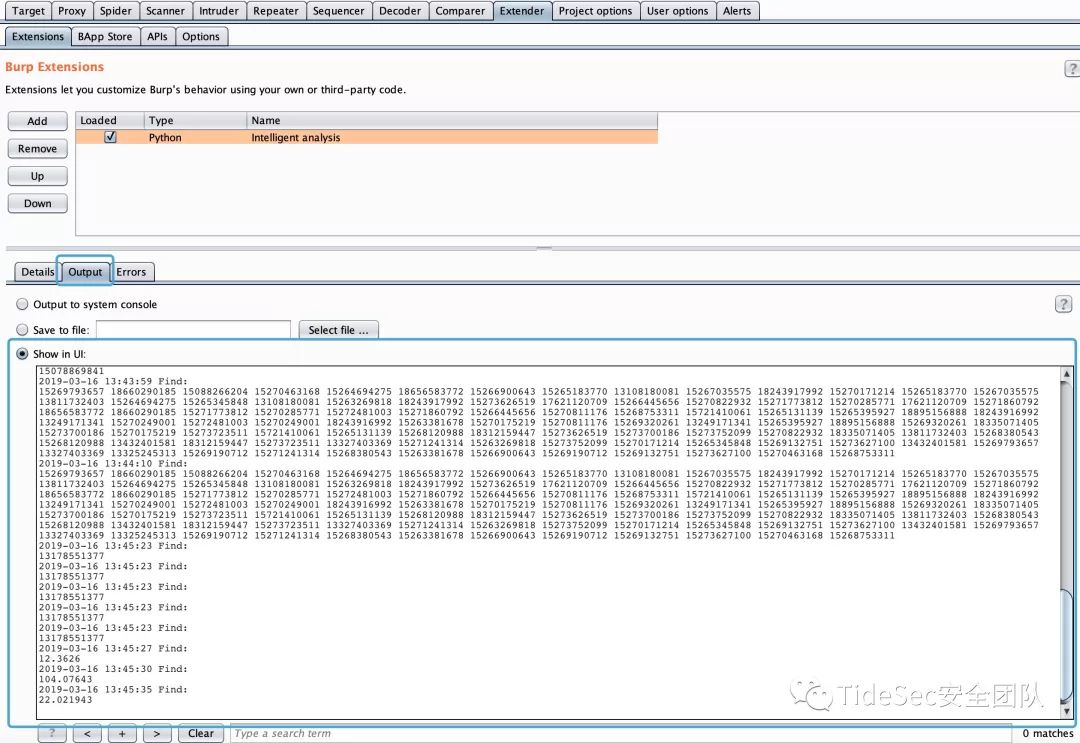 Target Proxy Spider Scanner Intruder Repeater Sequencer Decoder Comparer Extender Project options User options Alerts
Extensions BApp Store APIs Options
Burp Extensions
?
Extensions let you customize Burp's behavior using your own or third-party code.
Add Loaded Type Name
Python Intelligent analysis
Remove
Up
Down
Details Output Errors
Output to system console
?
Save to file: Select file ...
Show in UI:
15078869841
2019-03-16 13:43:59 Find:
15269793657 18660290185 15088266204 15270463168 15264694275 18656583772 15266900643 15265183770 13108180081 15267035575 18243917992 15270171214 15265183770 15267035575
13811732403 15264694275 15265345848 13108180081 15263269818 18243917992 15273626519 17621120709 15266445656 15270822932 15271773812 15270285771 17621120709 15271860792
18656583772 18660290185 15271773812 15270285771 15272481003 15271860792 15266445656 15270811176 15268753311 15721410061 15265131139 15265395927 18895156888 18243916992
13249171341 15270249001 15272481003 15270249001 18243916992 15263381678 15270175219 15270811176 15269320261 13249171341 15265395927 18895156888 15269320261 18335071405
15273700186 15270175219 15273723511 15721410061 15265131139 15268120988 18312159447 15273626519 15273700186 15273752099 15270822932 18335071405 13811732403 15268380543
15268120988 13432401581 18312159447 15273723511 13327403369 15271241314 15263269818 15273752099 15270171214 15265345848 15269132751 15273627100 13432401581 15269793657
13327403369 13325245313 15269190712 15271241314 15268380543 15263381678 15266900643 15269190712 15269132751 15273627100 15270463168 15268753311
2019-03-16 13:44:10 Find:
15269793657 18660290185 15088266204 15270463168 15264694275 18656583772 15266900643 15265183770 13108180081 15267035575 18243917992 15270171214 15265183770 15267035575
13811732403 15264694275 15265345848 13108180081 15263269818 18243917992 15273626519 17621120709 15266445656 15270822932 15271773812 15270285771 17621120709 15271860792
18656583772 18660290185 15271773812 15270285771 15272481003 15271860792 15266445656 15270811176 15268753311 15721410061 15265131139 15265395927 18895156888 18243916992
13249171341 15270249001 15272481003 15270249001 18243916992 15263381678 15270175219 15270811176 15269320261 13249171341 15265395927 18895156888 15269320261 18335071405
15273700186 15270175219 15273723511 15721410061 15265131139 15268120988 18312159447 15273626519 15273700186 15273752099 15270822932 18335071405 13811732403 15268380543
15268120988 13432401581 18312159447 15273723511 13327403369 15271241314 15263269818 15273752099 15270171214 15265345848 15269132751 15273627100 13432401581 15269793657
13327403369 13325245313 15269190712 15271241314 15268380543 15263381678 15266900643 15269190712 15269132751 15273627100 15270463168 15268753311
2019-03-16 13:45:23 Find:
13178551377
2019-03-16 13:45:23 Find:
13178551377
2019-03-16 13:45:23 Find:
13178551377
2019-03-16 13:45:23 Find:
13178551377
2019-03-16 13:45:23 Find:
13178551377
2019-03-16 13:45:27 Find:
12.3626
2019-03-16 13:45:30 Find:
104.07643
2019-03-16 13:45:35 Find:
22.021943
TideSec安全团队
? < + > Clear Type a search term 0 matches